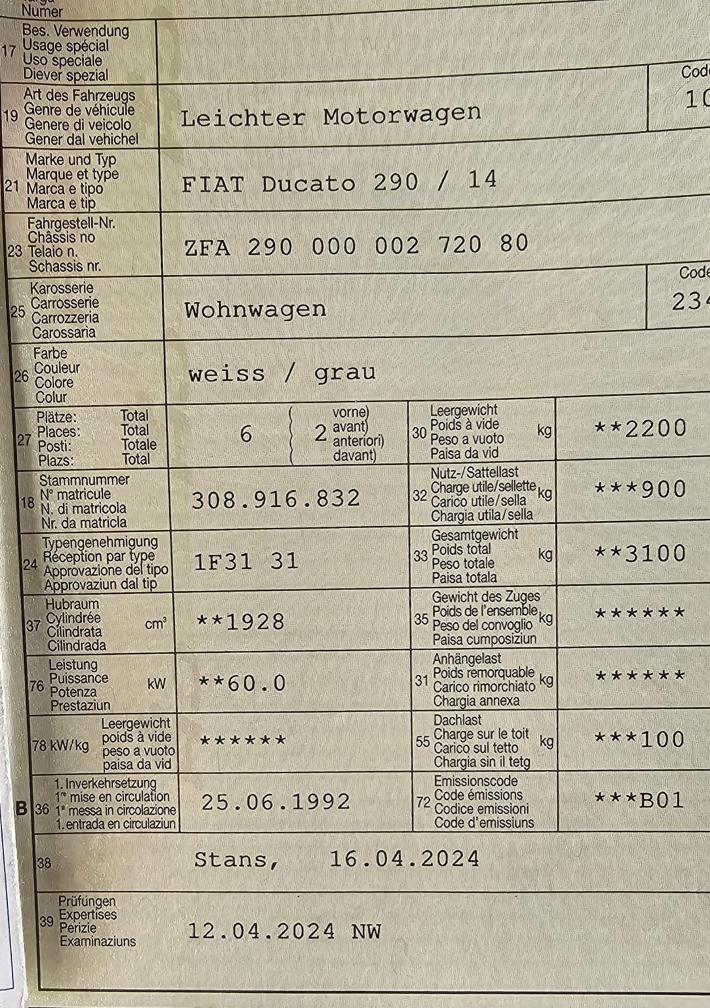 Numer
17 Bes. Verwendung
Usage spécial
Uso speciale
Diever spezial
19 Art des Fahrzeugs
Genre de véhicule
Genere di veicolo
Gener dal vehichel
Leichter Motorwagen
Code
10
21 Marke und Typ
Marque et type
Marca e tipo
Marca e tip
FIAT Ducato 290 / 14
23 Fahrgestell-Nr.
Châssis no
Telaio n.
Schassis nr.
ZFA 290 000 002 720 80
25 Karosserie
Carrosserie
Carrozzeria
Carossaria
Wohnwagen
Code
234
26 Farbe
Couleur
Colore
Colur
weiss / grau
27 Plätze: Total
Places: Total
Posti: Totale
Plazs: Total
6 2 vorne)
avant)
anteriori)
davant)
30 Leergewicht
Poids à vide
Peso a vuoto
Paisa da vid
kg **2200
18 Stammnummer
N° matricule
N. di matricola
Nr. da matricla
308.916.832
32 Nutz-/Sattellast
Charge utile/sellette
Carico utile/sella
Chargia utila/sella
kg ***900
24 Typengenehmigung
Réception par type
Approvazione del tipo
Approvaziun dal tip
1F31 31
33 Gesamtgewicht
Poids total
Peso totale
Paisa totala
kg **3100
37 Hubraum
Cylindrée
Cilindrata
Cilindrada
cm³ **1928
35 Gewicht des Zuges
Poids de l'ensemble
Peso del convoglio
Paisa cumposiziun
kg ******
76 Leistung
Puissance
Potenza
Prestaziun
kW **60.0
31 Anhängelast
Poids remorquable
Carico rimorchiato
Chargia annexa
kg ******
78 kW/kg Leergewicht
poids à vide
peso a vuoto
paisa da vid
******
55 Dachlast
Charge sur le toit
Carico sul tetto
Chargia sin il tetg
kg ***100
B 36 1. Inverkehrsetzung
1re mise en circulation
1a messa in circolazione
1. entrada en circulaziun
25.06.1992
72 Emissionscode
Code émissions
Codice emissioni
Code d'emissiuns
***B01
38 Stans, 16.04.2024
39 Prüfungen
Expertises
Perizie
Examinaziuns
12.04.2024 NW